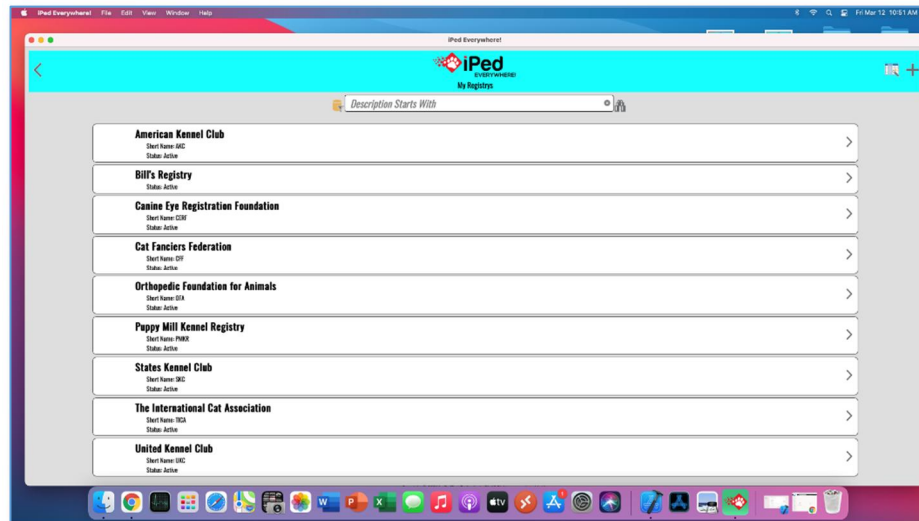 iPed Everywhere! File Edit View Window Help Fri Mar 12 10:51 AM
iPed Everywhere!
iPed
EVERYWHERE!
My Registrys
Description Starts With
American Kennel Club
Short Name: AKC
Status: Active
Bill's Registry
Status: Active
Canine Eye Registration Foundation
Short Name: CERF
Status: Active
Cat Fanciers Federation
Short Name: CFF
Status: Active
Orthopedic Foundation for Animals
Short Name: OFA
Status: Active
Puppy Mill Kennel Registry
Short Name: PMKR
Status: Active
States Kennel Club
Short Name: SKC
Status: Active
The International Cat Association
Short Name: TICA
Status: Active
United Kennel Club
Short Name: UKC
Status: Active